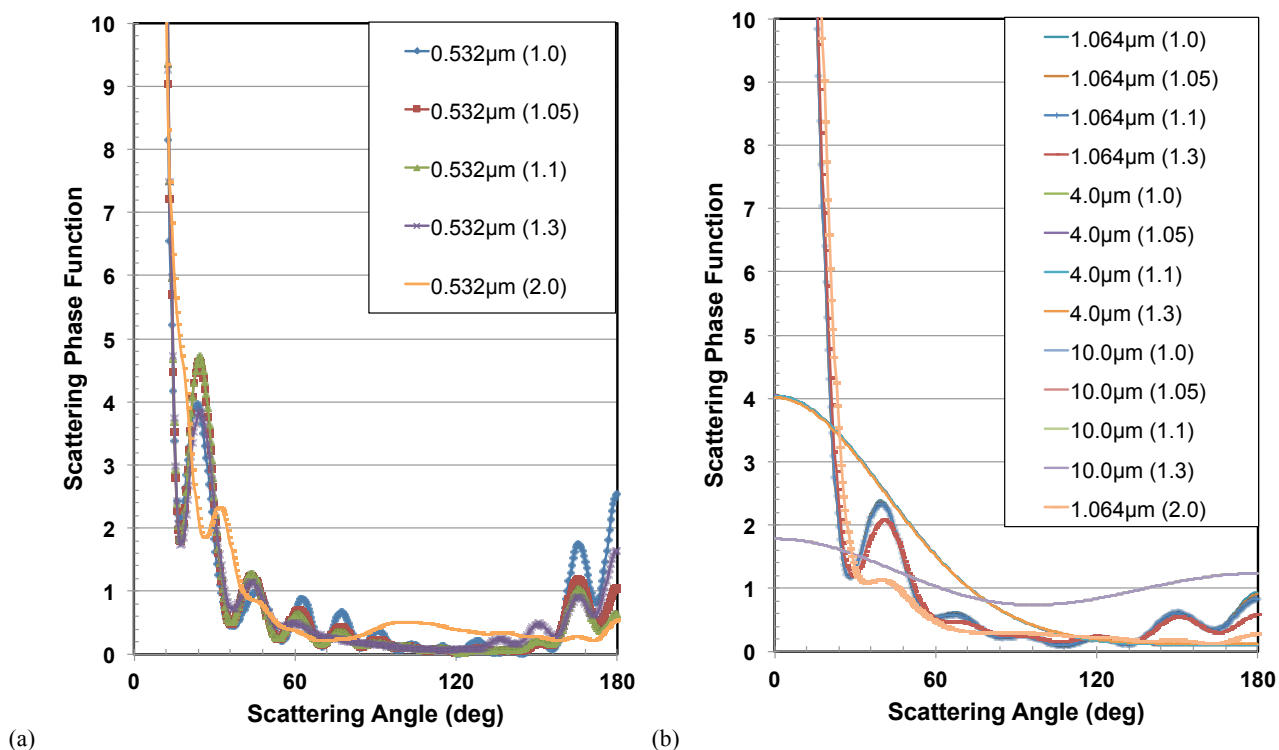 10
9
8
7
6
5
4
3
2
1
0
Scattering Phase Function
0.532µm (1.0)
0.532µm (1.05)
0.532µm (1.1)
0.532µm (1.3)
0.532µm (2.0)
0 60 120 180
Scattering Angle (deg)
(a)
10
9
8
7
6
5
4
3
2
1
0
Scattering Phase Function
1.064µm (1.0)
1.064µm (1.05)
1.064µm (1.1)
1.064µm (1.3)
4.0µm (1.0)
4.0µm (1.05)
4.0µm (1.1)
4.0µm (1.3)
10.0µm (1.0)
10.0µm (1.05)
10.0µm (1.1)
10.0µm (1.3)
1.064µm (2.0)
0 60 120 180
Scattering Angle (deg)
(b)